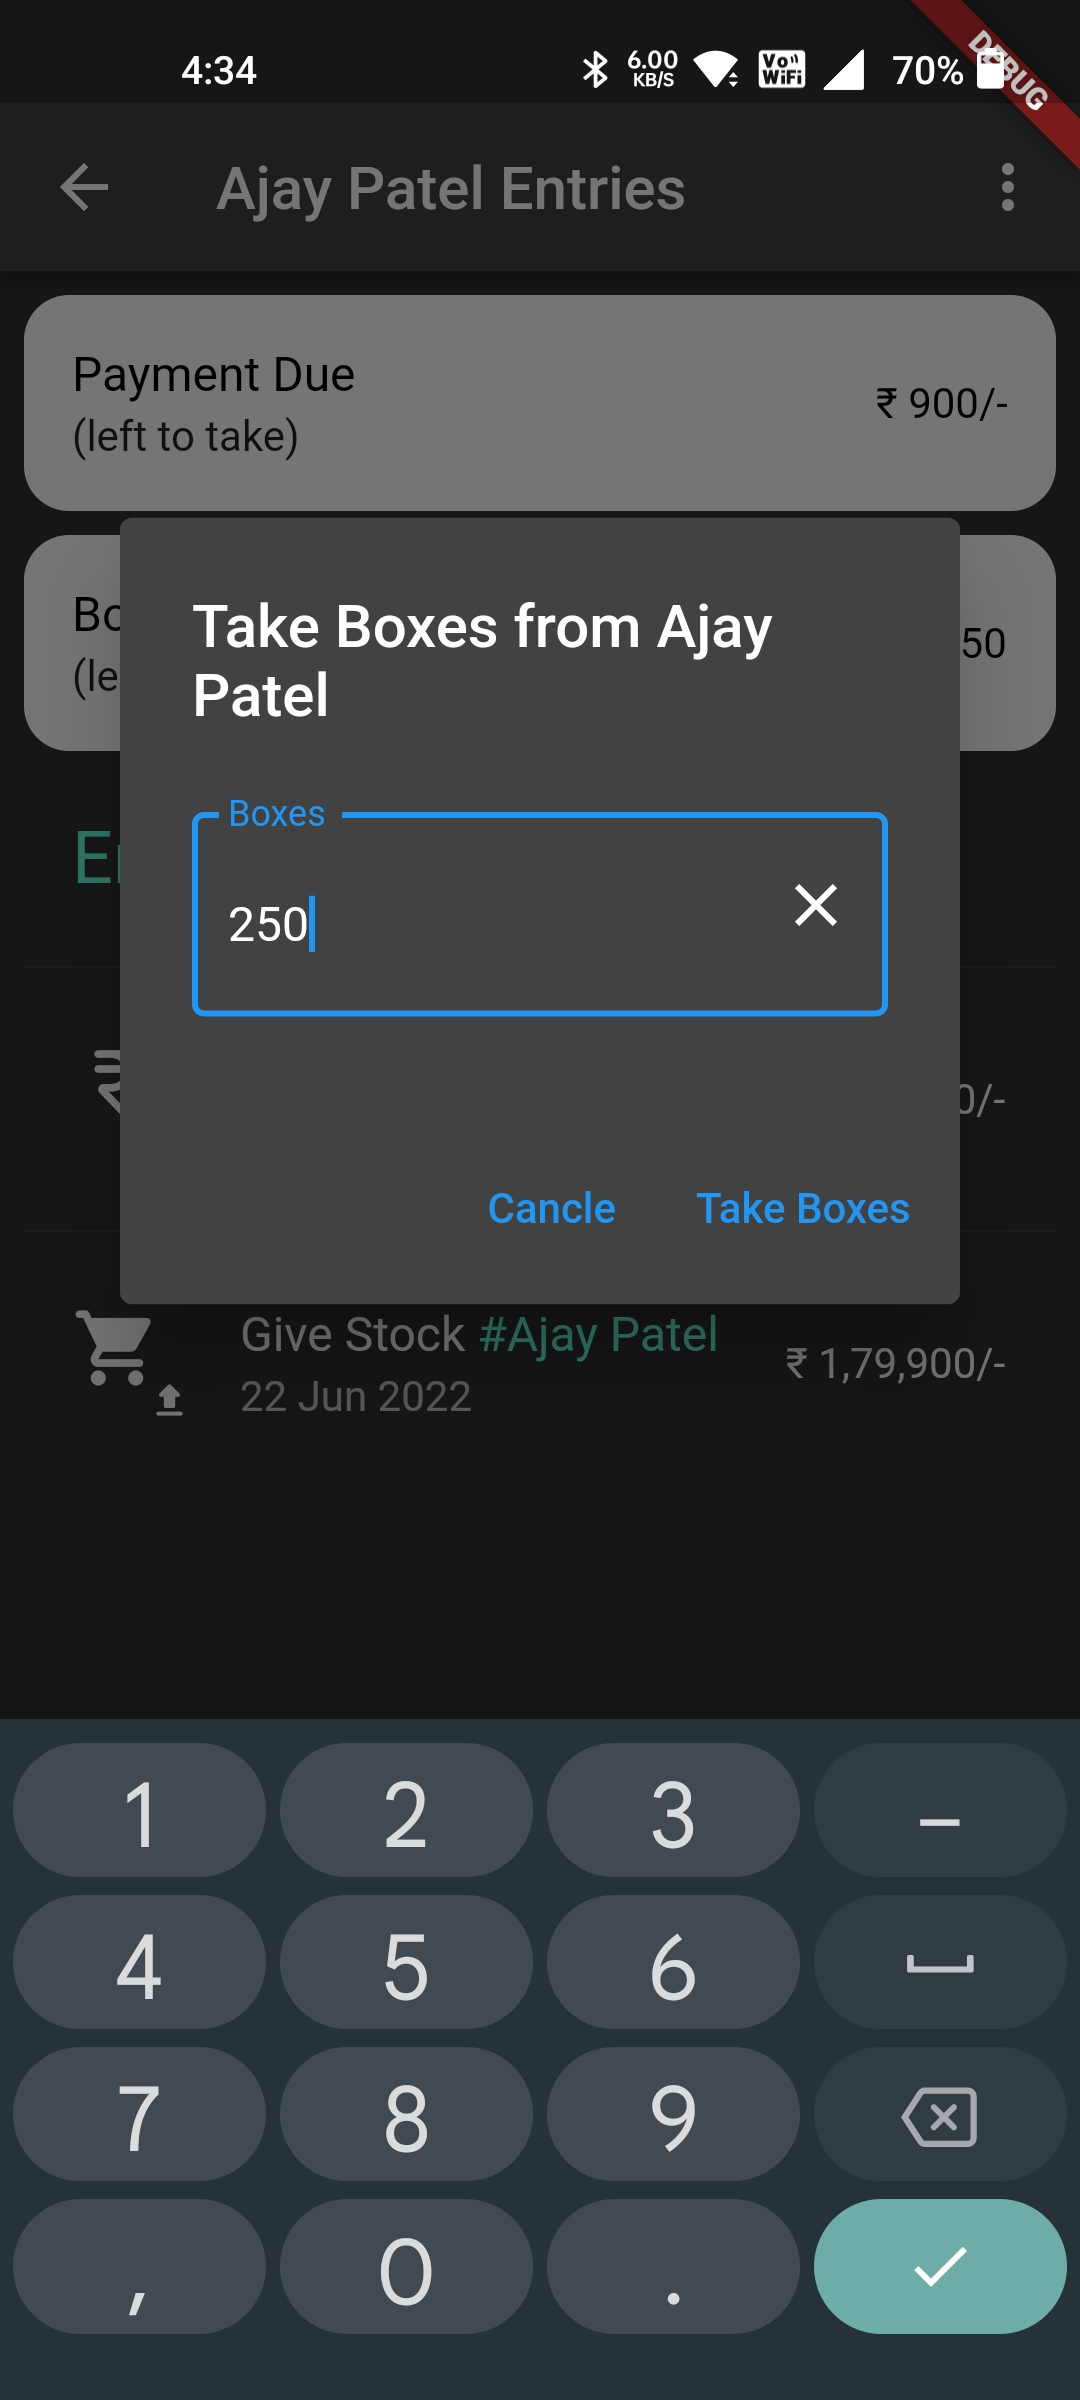 4:34
6.00
KB/S
Vo
WiFi
70%
DEBUG
Ajay Patel Entries
Payment Due
(left to take)
₹ 900/-
50
Take Boxes from Ajay
Patel
Boxes
250
0/-
Cancle
Take Boxes
Give Stock #Ajay Patel
22 Jun 2022
₹ 1,79,900/-
1 2 3 –
4 5 6
7 8 9
, 0 .